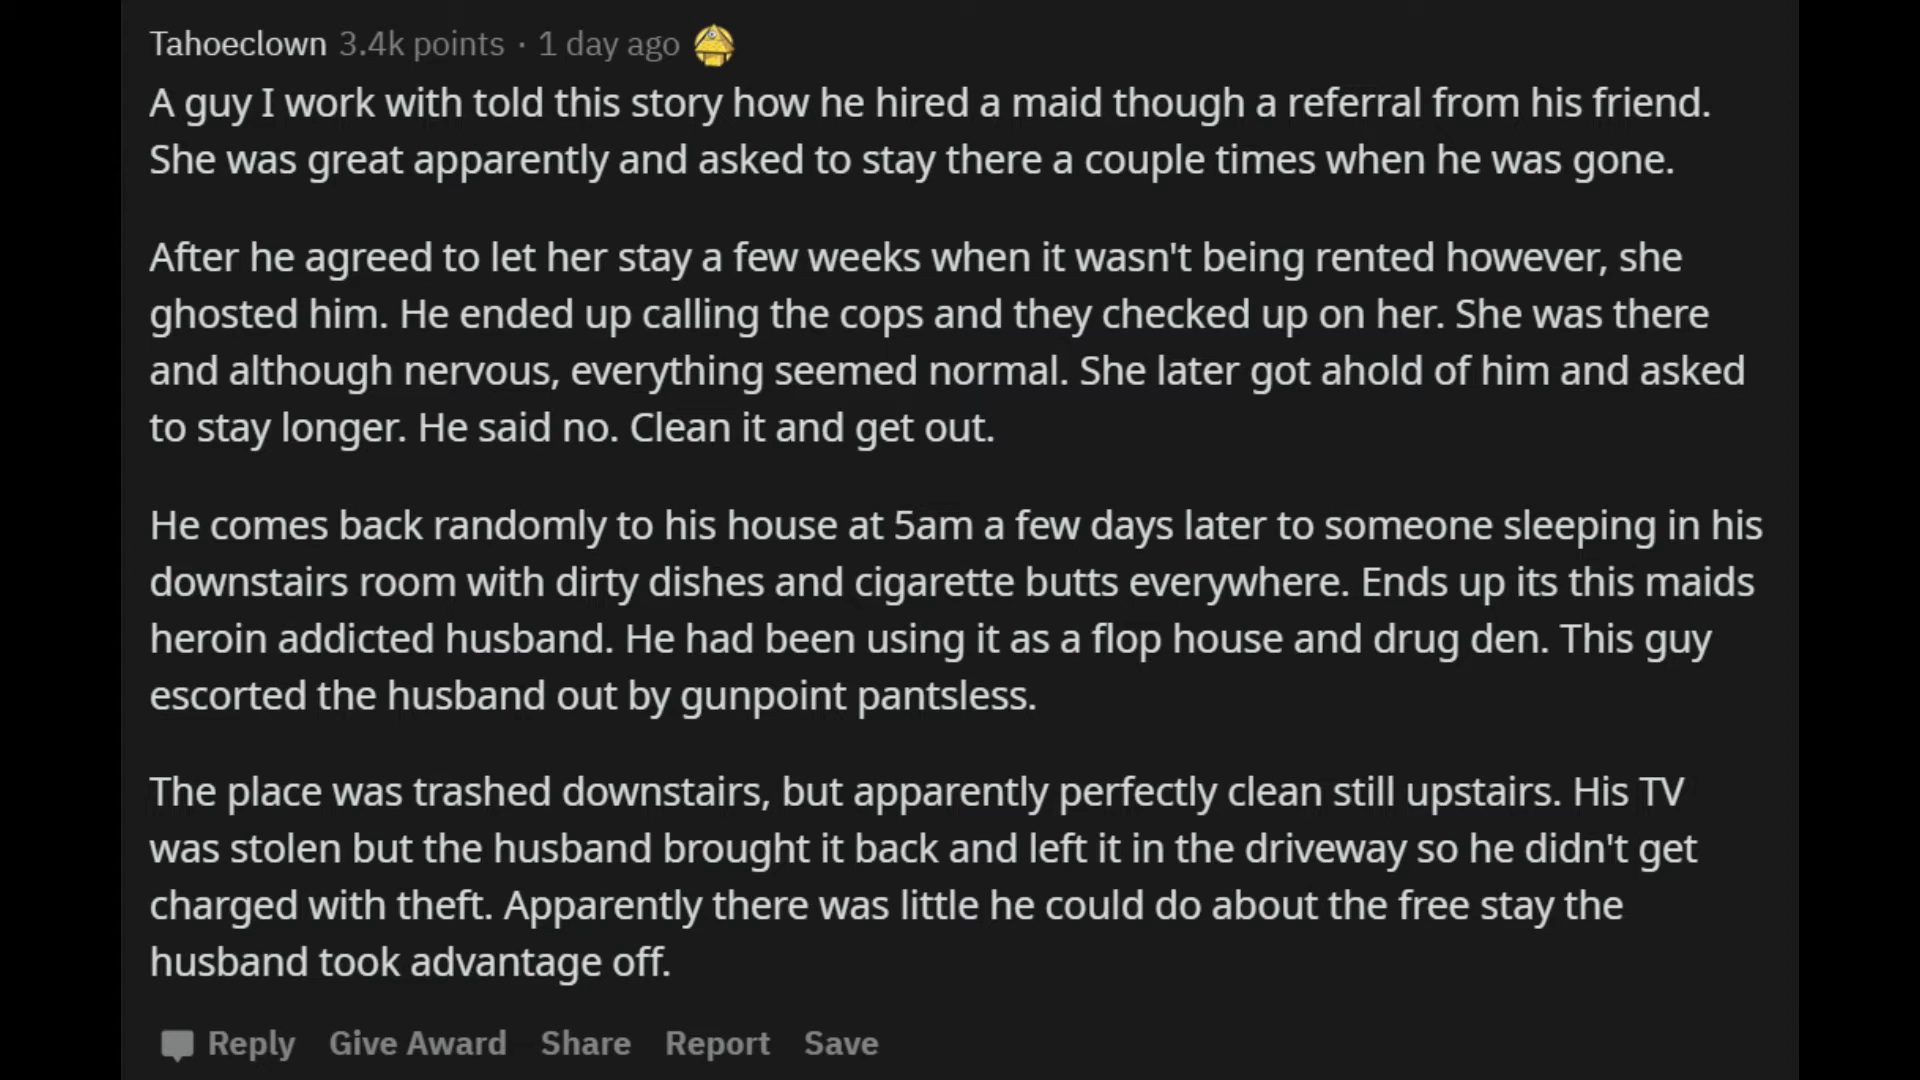 Tahoeclown 3.4k points · 1 day ago
A guy I work with told this story how he hired a maid though a referral from his friend.
She was great apparently and asked to stay there a couple times when he was gone.
After he agreed to let her stay a few weeks when it wasn't being rented however, she
ghosted him. He ended up calling the cops and they checked up on her. She was there
and although nervous, everything seemed normal. She later got ahold of him and asked
to stay longer. He said no. Clean it and get out.
He comes back randomly to his house at 5am a few days later to someone sleeping in his
downstairs room with dirty dishes and cigarette butts everywhere. Ends up its this maids
heroin addicted husband. He had been using it as a flop house and drug den. This guy
escorted the husband out by gunpoint pantsless.
The place was trashed downstairs, but apparently perfectly clean still upstairs. His TV
was stolen but the husband brought it back and left it in the driveway so he didn't get
charged with theft. Apparently there was little he could do about the free stay the
husband took advantage off.
Reply Give Award Share Report Save